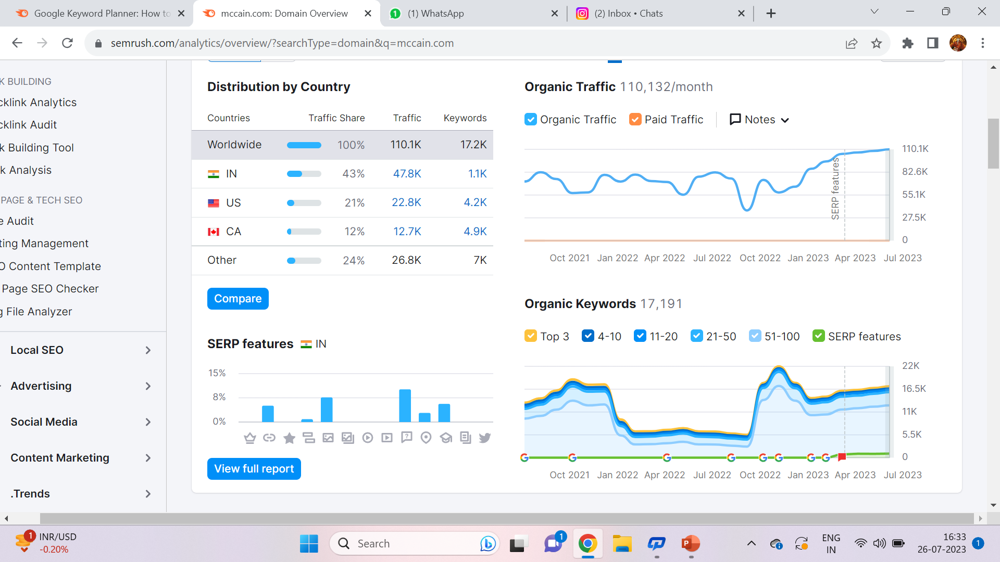 Google Keyword Planner: How to
mccain.com: Domain Overview
(1) WhatsApp
(2) Inbox • Chats
semrush.com/analytics/overview/?searchType=domain&q=mccain.com
K BUILDING
cklink Analytics
cklink Audit
k Building Tool
k Analysis
PAGE & TECH SEO
e Audit
ting Management
O Content Template
Page SEO Checker
g File Analyzer
Local SEO
Advertising
Social Media
Content Marketing
.Trends
Distribution by Country
Countries Traffic Share Traffic Keywords
Worldwide 100% 110.1K 17.2K
IN 43% 47.8K 1.1K
US 21% 22.8K 4.2K
CA 12% 12.7K 4.9K
Other 24% 26.8K 7K
Compare
SERP features IN
15%
8%
0%
View full report
Organic Traffic 110,132/month
Organic Traffic Paid Traffic Notes
110.1K
82.6K
55.1K
27.5K
0
SERP features
Oct 2021 Jan 2022 Apr 2022 Jul 2022 Oct 2022 Jan 2023 Apr 2023 Jul 2023
Organic Keywords 17,191
Top 3 4-10 11-20 21-50 51-100 SERP features
22K
16.5K
11K
5.5K
0
Oct 2021 Jan 2022 Apr 2022 Jul 2022 Oct 2022 Jan 2023 Apr 2023 Jul 2023
1
INR/USD
-0.20%
Search
1
ENG
IN
16:33
26-07-2023
1